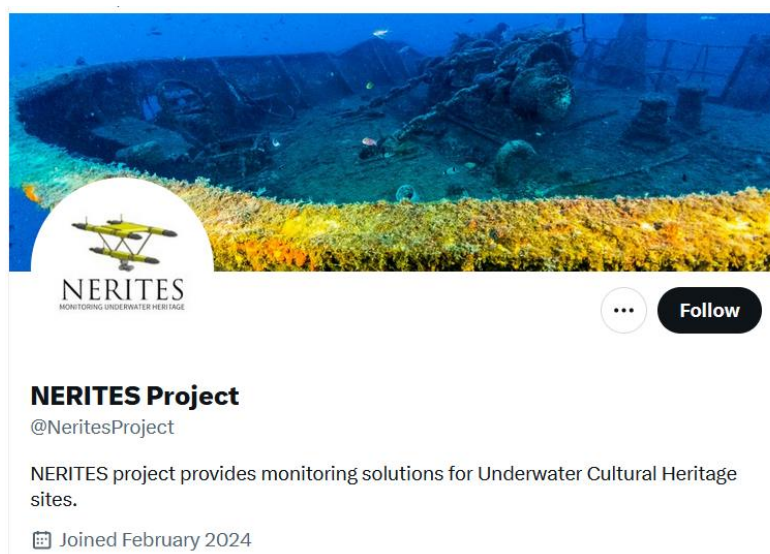 NERITES
MONITORING UNDERWATER HERITAGE
Follow
NERITES Project
@NeritesProject
NERITES project provides monitoring solutions for Underwater Cultural Heritage
sites.
Joined February 2024